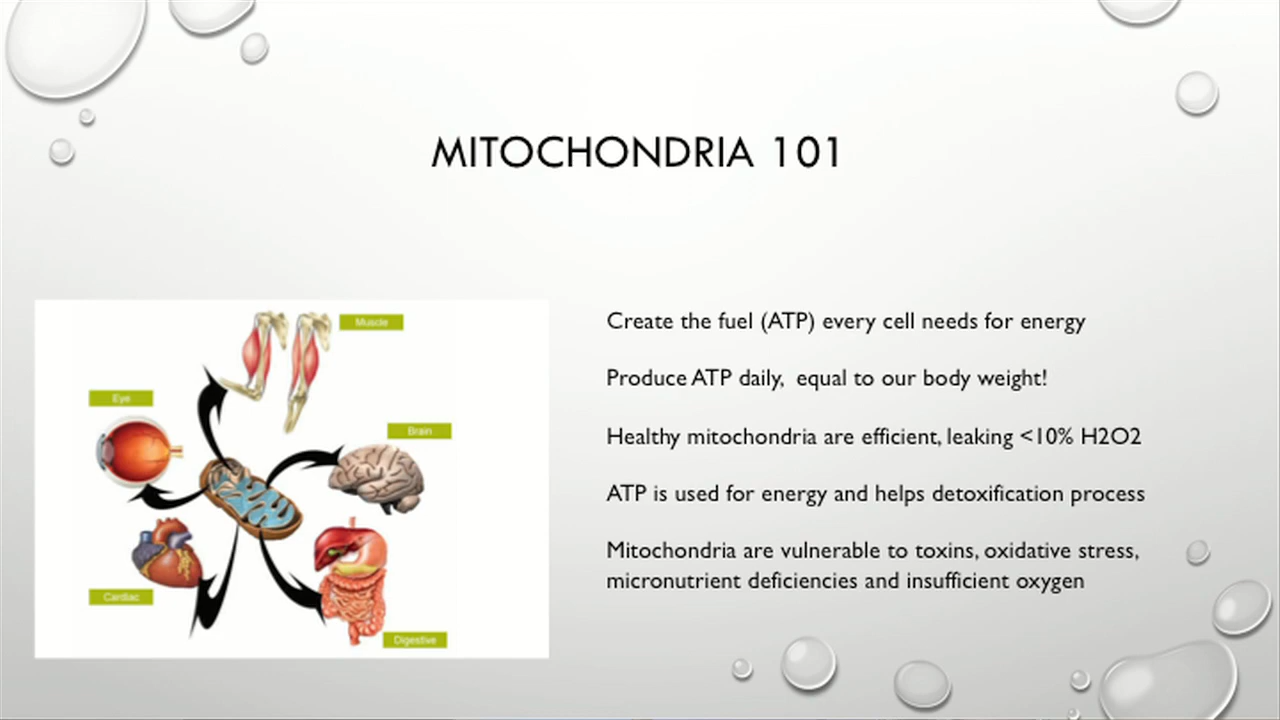 MITOCHONDRIA 101
Muscle
Eye
Brain
Cardiac
Digestive
Create the fuel (ATP) every cell needs for energy
Produce ATP daily,  equal to our body weight!
Healthy mitochondria are efficient, leaking <10% H2O2
ATP is used for energy and helps detoxification process
Mitochondria are vulnerable to toxins, oxidative stress,
micronutrient deficiencies and insufficient oxygen